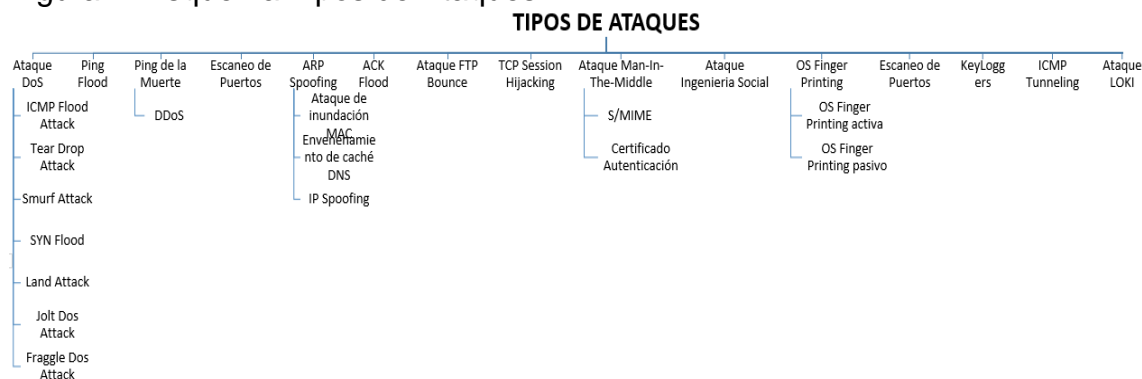 TIPOS DE ATAQUES
Ataque
DoS
Ping
Flood
Ping de la
Muerte
Escaneo de
Puertos
ARP
Spoofing
ACK
Flood
Ataque FTP
Bounce
TCP Session
Hijacking
Ataque Man-In-
The-Middle
Ataque
Ingenieria Social
OS Finger
Printing
Escaneo de
Puertos
KeyLogg
ers
ICMP
Tunneling
Ataque
LOKI
ICMP Flood
Attack
Tear Drop
Attack
Smurf Attack
SYN Flood
Land Attack
Jolt Dos
Attack
Fraggle Dos
Attack
DDoS
Ataque de
inundación
MAC
Envenenamie
nto de caché
DNS
IP Spoofing
S/MIME
Certificado
Autenticación
OS Finger
Printing activa
OS Finger
Printing pasivo